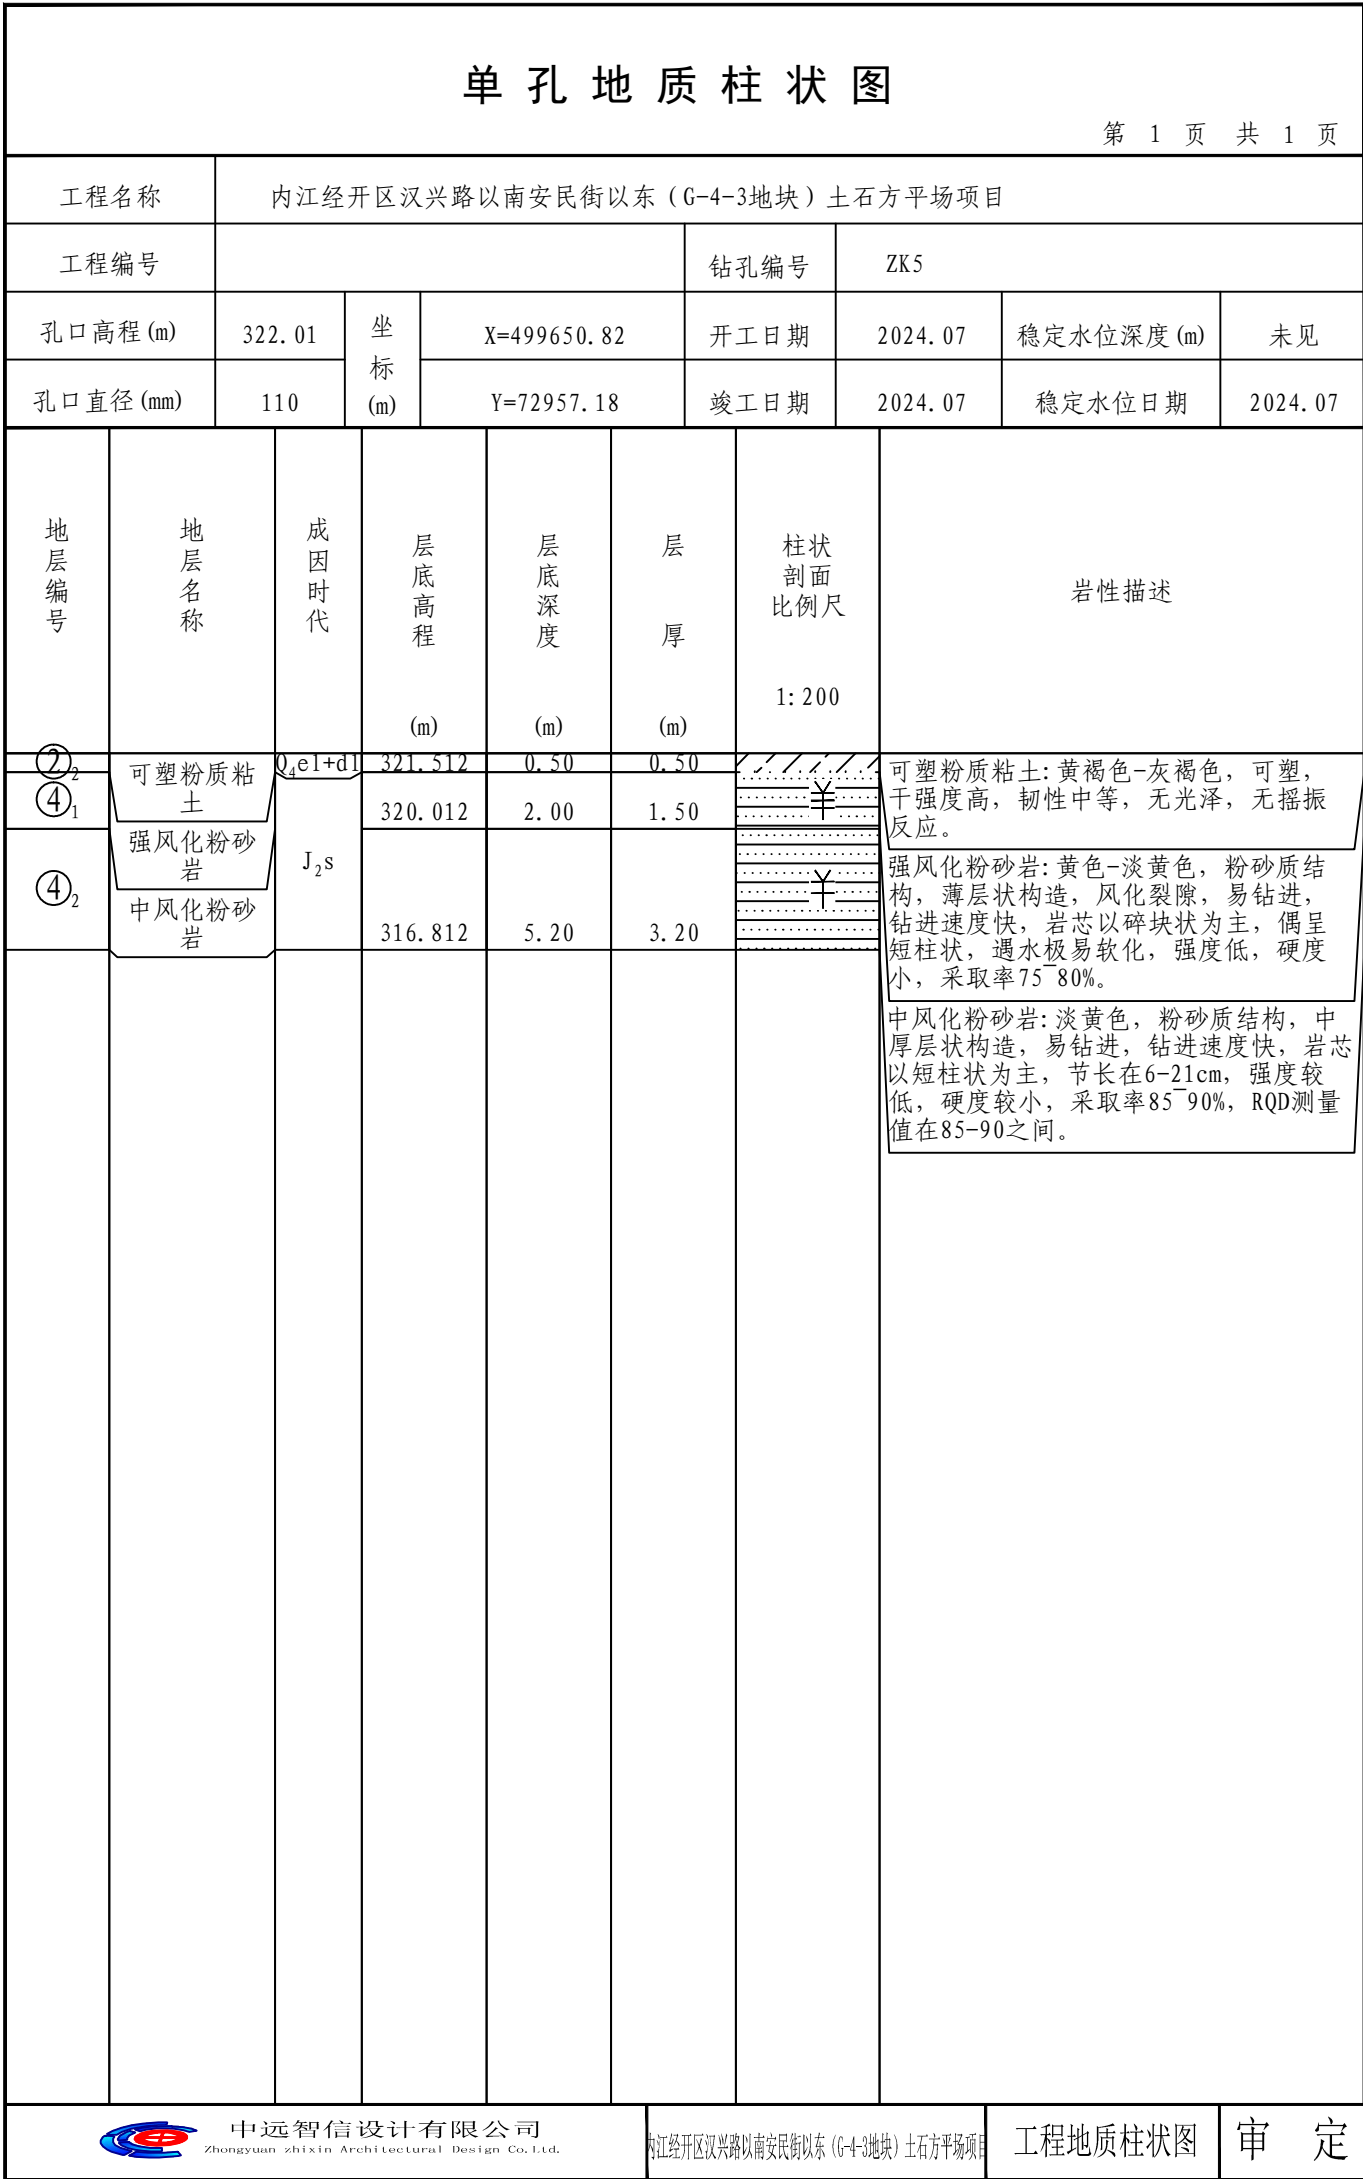 单孔地质柱状图
第 1 页 共 1 页
工程名称 内江经开区汉兴路以南安民街以东（G-4-3地块）土石方平场项目
工程编号 钻孔编号 ZK5
孔口高程(m) 322.01 坐标(m) X=499650.82 开工日期 2024.07 稳定水位深度(m) 未见
孔口直径(mm) 110 Y=72957.18 竣工日期 2024.07 稳定水位日期 2024.07
地层编号 地层名称 成因时代 层底高程(m) 层底深度(m) 层厚(m) 柱状剖面比例尺 1:200 岩性描述
②₂ 可塑粉质粘土 Q₄el+dl 321.512 0.50 0.50
可塑粉质粘土:黄褐色-灰褐色，可塑，
干强度高，韧性中等，无光泽，无摇振
反应。
④₁ 强风化粉砂岩 J₂s 320.012 2.00 1.50
强风化粉砂岩:黄色-淡黄色，粉砂质结
构，薄层状构造，风化裂隙，易钻进，
钻进速度快，岩芯以碎块状为主，偶呈
短柱状，遇水极易软化，强度低，硬度
小，采取率75‾80%。
④₂ 中风化粉砂岩 316.812 5.20 3.20
中风化粉砂岩:淡黄色，粉砂质结构，中
厚层状构造，易钻进，钻进速度快，岩芯
以短柱状为主，节长在6-21cm，强度较
低，硬度较小，采取率85‾90%，RQD测量
值在85-90之间。
中远智信设计有限公司
Zhongyuan zhixin Architectural Design Co.Ltd.
内江经开区汉兴路以南安民街以东（G-4-3地块）土石方平场项目
工程地质柱状图
审 定